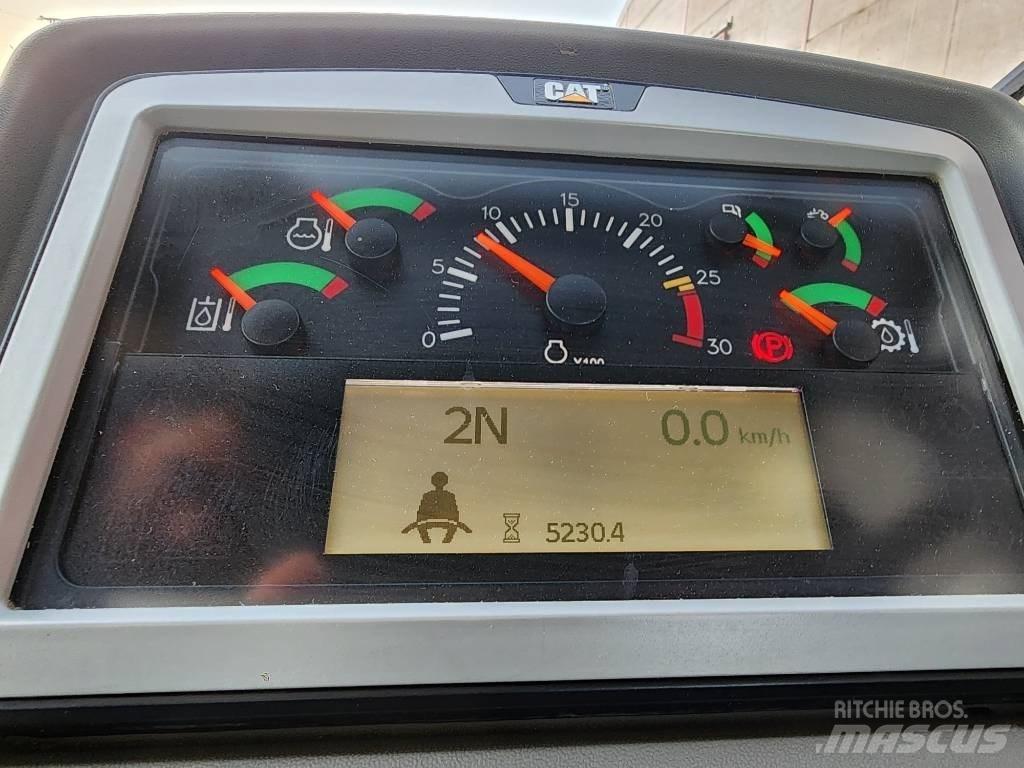 CAT
0
5
10
15
20
25
30
X100
P
2N
0.0 km/h
5230.4
RITCHIE BROS.
MASCUS